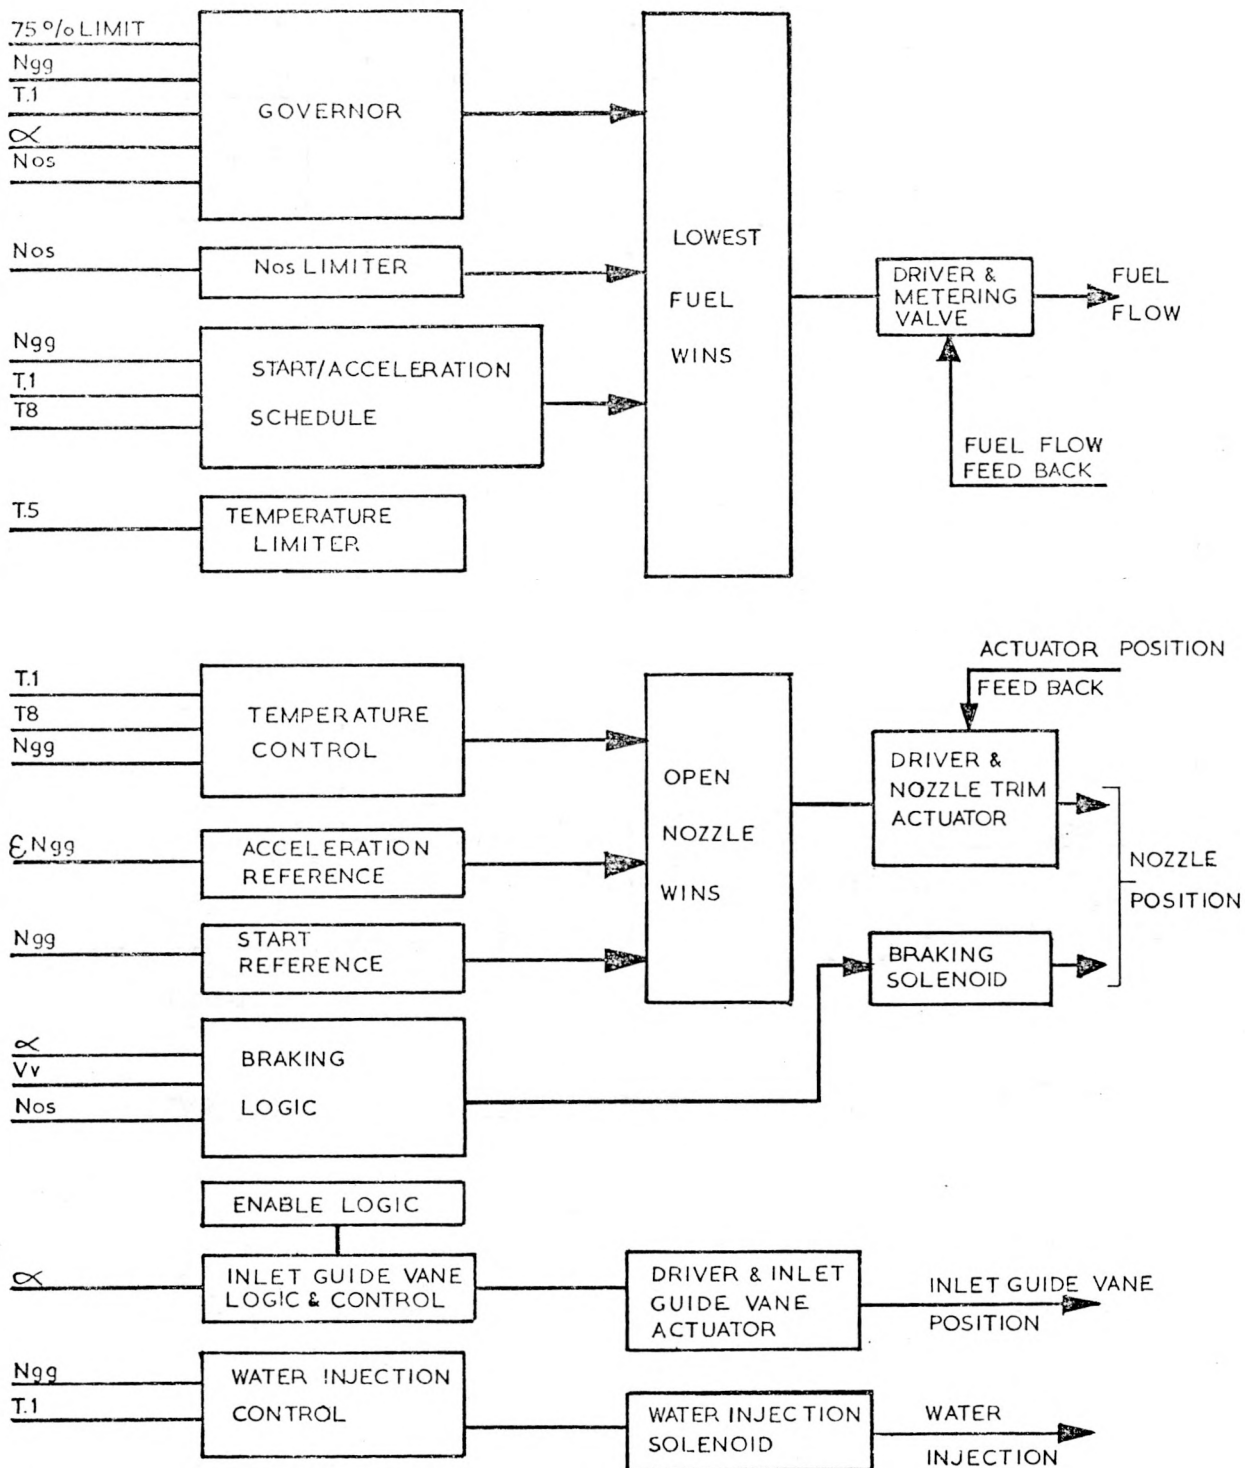 75% LIMIT
Ngg
T.1
∝
Nos
GOVERNOR
Nos
Nos LIMITER
Ngg
T.1
T8
START/ACCELERATION
SCHEDULE
T.5
TEMPERATURE
LIMITER
LOWEST
FUEL
WINS
DRIVER &
METERING
VALVE
FUEL
FLOW
FUEL FLOW
FEED BACK
T.1
T8
Ngg
TEMPERATURE
CONTROL
Ɛ Ngg
ACCELERATION
REFERENCE
Ngg
START
REFERENCE
OPEN
NOZZLE
WINS
ACTUATOR POSITION
FEED BACK
DRIVER &
NOZZLE TRIM
ACTUATOR
NOZZLE
POSITION
BRAKING
SOLENOID
∝
Vv
Nos
BRAKING
LOGIC
ENABLE LOGIC
∝
INLET GUIDE VANE
LOGIC & CONTROL
DRIVER & INLET
GUIDE VANE
ACTUATOR
INLET GUIDE VANE
POSITION
Ngg
T.1
WATER INJECTION
CONTROL
WATER INJECTION
SOLENOID
WATER
INJECTION